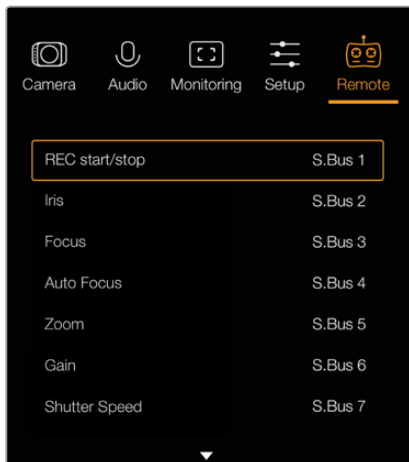 Camera Audio Monitoring Setup Remote
REC start/stop S.Bus 1
Iris S.Bus 2
Focus S.Bus 3
Auto Focus S.Bus 4
Zoom S.Bus 5
Gain S.Bus 6
Shutter Speed S.Bus 7